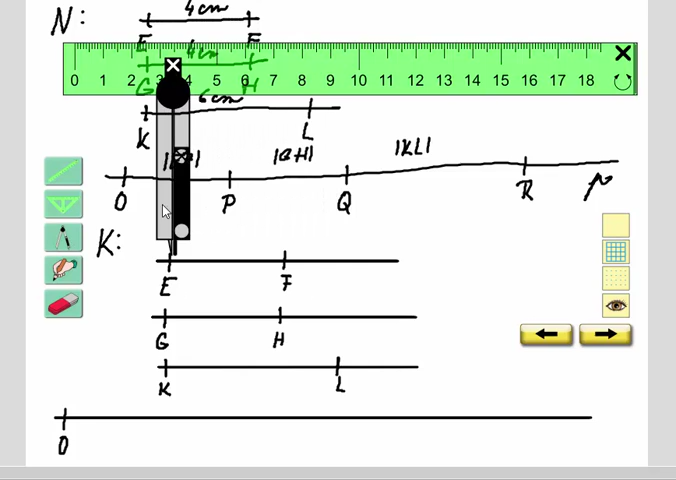 N:
4cm
E F
4cm
0 1 2 3 4 5 6 7 8 9 10 11 12 13 14 15 16 17 18
G H
6cm
K L
|GH| |KL|
O P Q R p
K:
E F
G H
K L
O